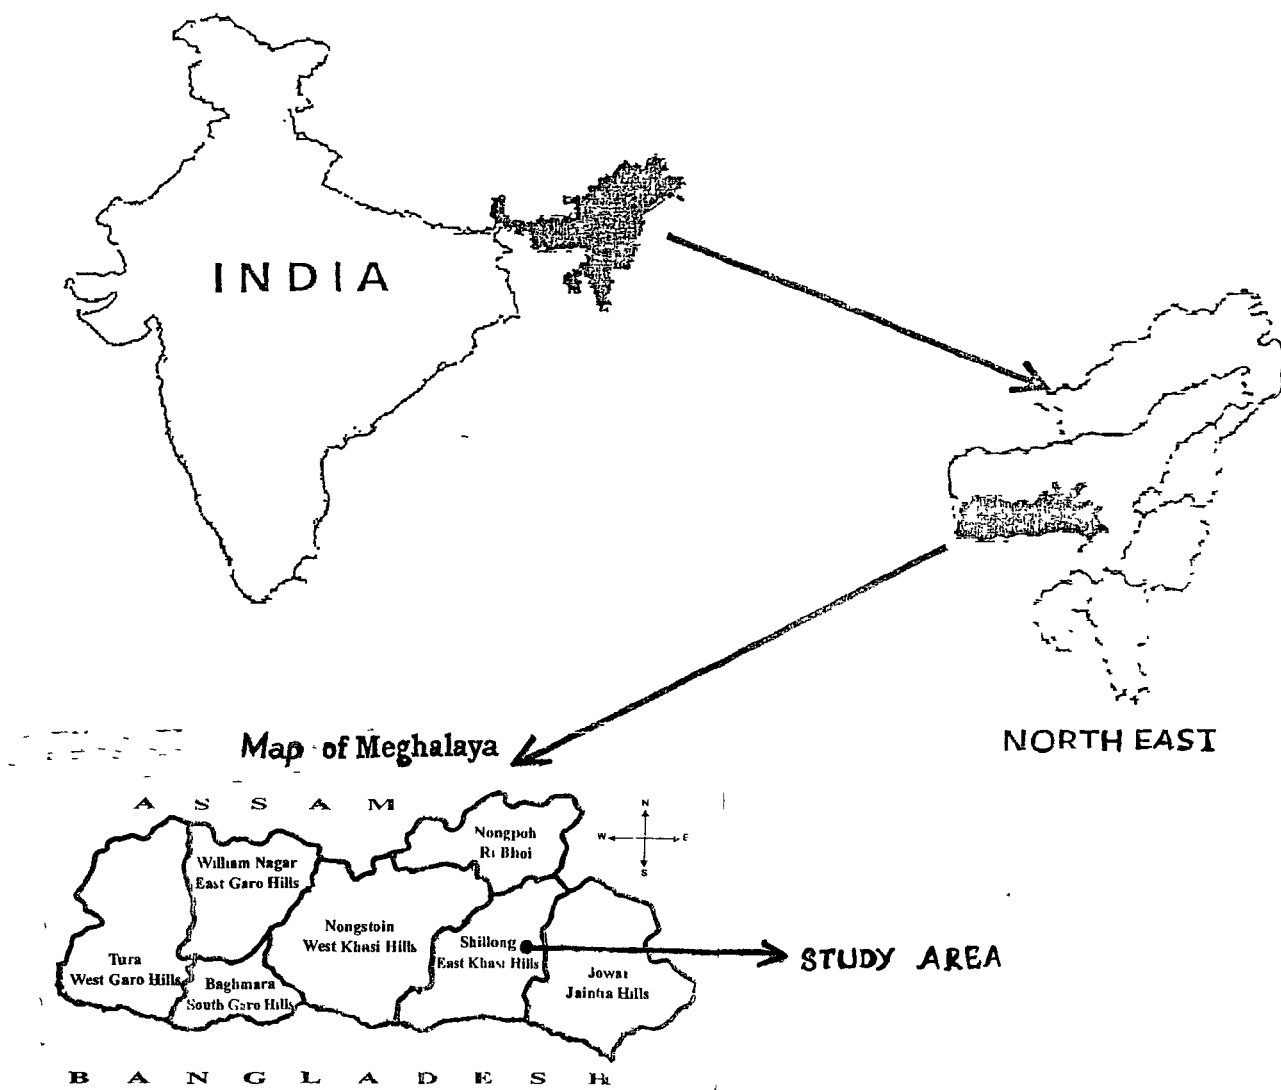 INDIA
NORTH EAST
Map of Meghalaya
A S S A M
N
W E
S
Nongpoh
Ri Bhoi
William Nagar
East Garo Hills
Nongstoin
West Khasi Hills
Shillong
East Khasi Hills
STUDY AREA
Tura
West Garo Hills
Baghmara
South Garo Hills
Jowai
Jaintia Hills
B A N G L A D E S H